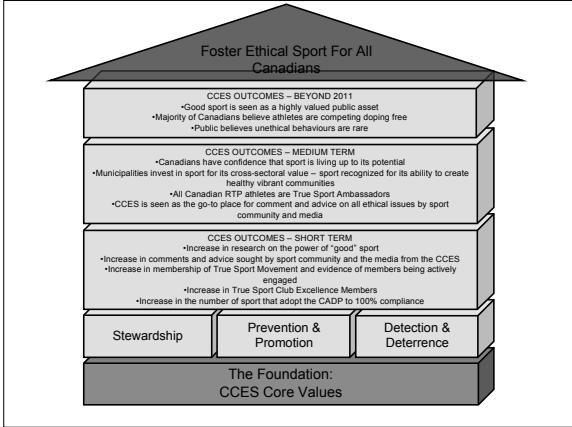 Foster Ethical Sport For All
Canadians
CCES OUTCOMES – BEYOND 2011
•Good sport is seen as a highly valued public asset
•Majority of Canadians believe athletes are competing doping free
•Public believes unethical behaviours are rare
CCES OUTCOMES – MEDIUM TERM
•Canadians have confidence that sport is living up to its potential
•Municipalities invest in sport for its cross-sectoral value – sport recognized for its ability to create
healthy vibrant communities
•All Canadian RTP athletes are True Sport Ambassadors
•CCES is seen as the go-to place for comment and advice on all ethical issues by sport
community and media
CCES OUTCOMES – SHORT TERM
•Increase in research on the power of “good” sport
•Increase in comments and advice sought by sport community and the media from the CCES
•Increase in membership of True Sport Movement and evidence of members being actively
engaged
•Increase in True Sport Club Excellence Members
•Increase in the number of sport that adopt the CADP to 100% compliance
Stewardship
Prevention &
Promotion
Detection &
Deterrence
The Foundation:
CCES Core Values